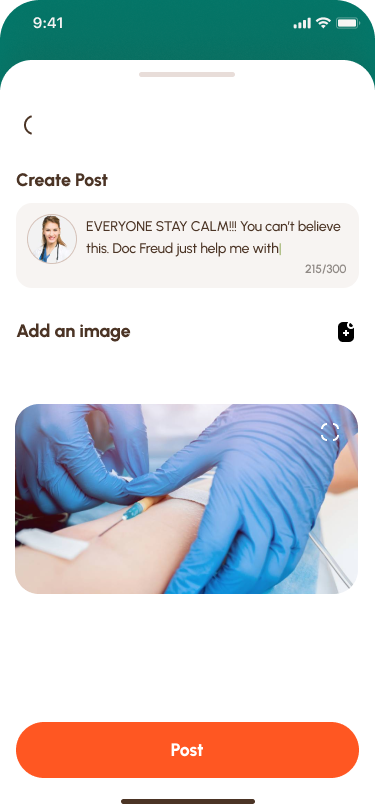 9:41
Create Post
EVERYONE STAY CALM!!! You can't believe
this. Doc Freud just help me with
215/300
Add an image
Post